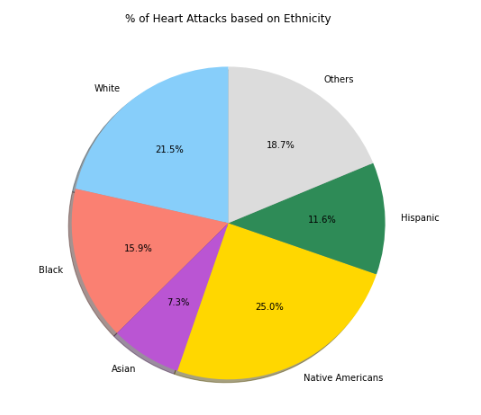 % of Heart Attacks based on Ethnicity
Others
White
18.7%
21.5%
Hispanic
11.6%
15.9%
Black
7.3%
25.0%
Asian
Native Americans